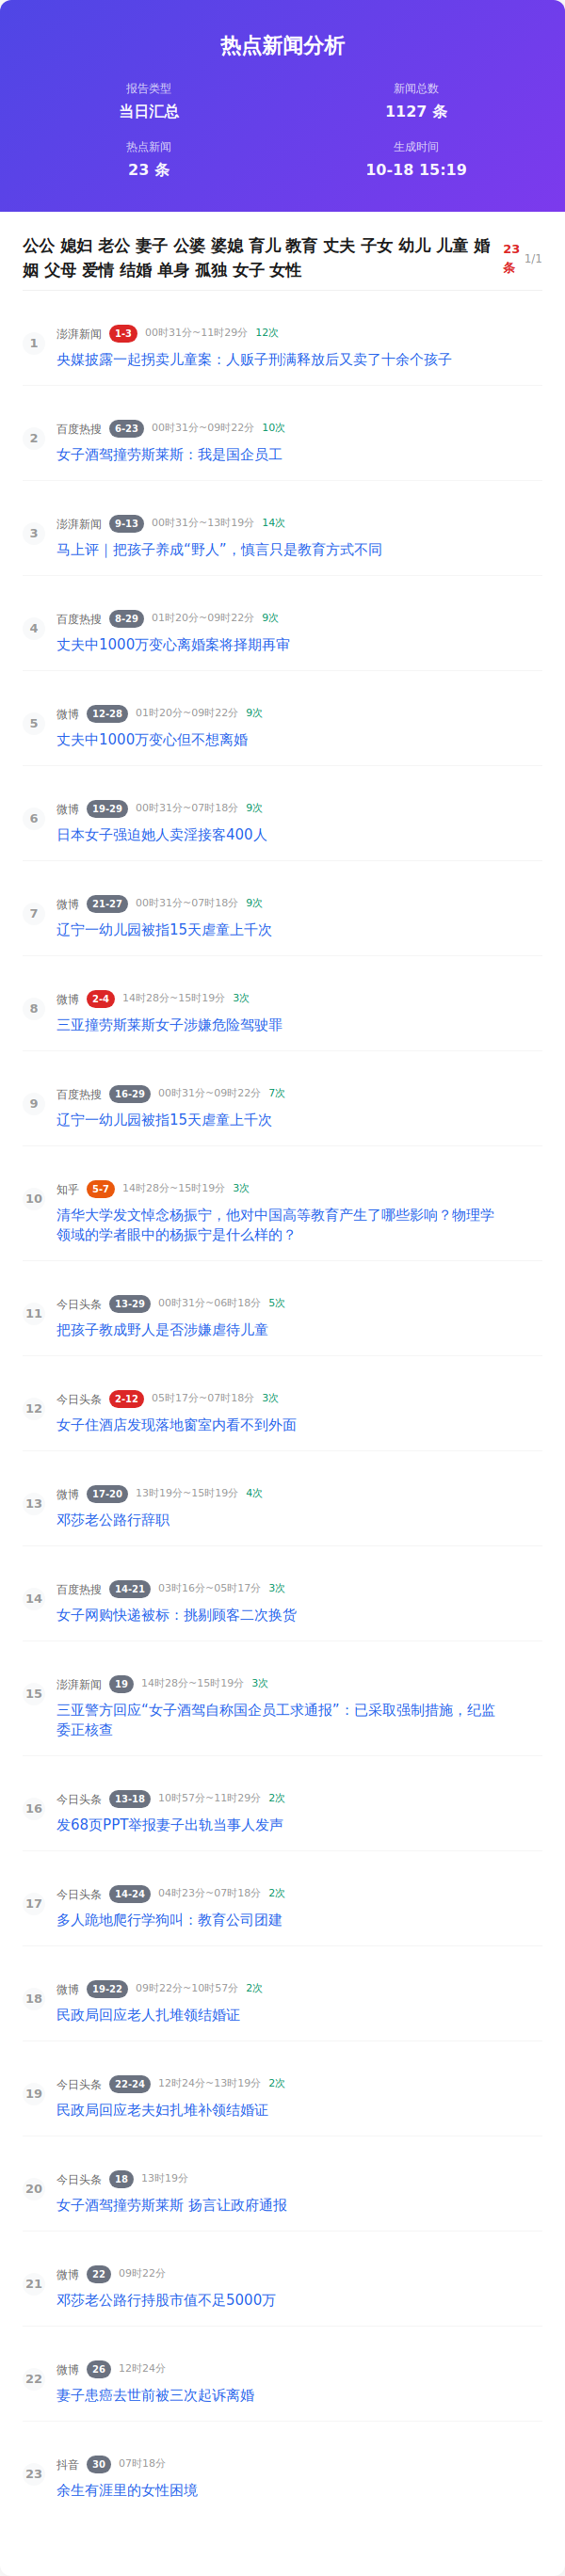 热点新闻分析
报告类型
当日汇总
新闻总数
1127 条
热点新闻
23 条
生成时间
10-18 15:19
公公 媳妇 老公 妻子 公婆 婆媳 育儿 教育 丈夫 子女 幼儿 儿童 婚
姻 父母 爱情 结婚 单身 孤独 女子 女性
23
条
1/1
1
澎湃新闻 1-3 00时31分~11时29分 12次
央媒披露一起拐卖儿童案：人贩子刑满释放后又卖了十余个孩子
2
百度热搜 6-23 00时31分~09时22分 10次
女子酒驾撞劳斯莱斯：我是国企员工
3
澎湃新闻 9-13 00时31分~13时19分 14次
马上评｜把孩子养成“野人”，慎言只是教育方式不同
4
百度热搜 8-29 01时20分~09时22分 9次
丈夫中1000万变心离婚案将择期再审
5
微博 12-28 01时20分~09时22分 9次
丈夫中1000万变心但不想离婚
6
微博 19-29 00时31分~07时18分 9次
日本女子强迫她人卖淫接客400人
7
微博 21-27 00时31分~07时18分 9次
辽宁一幼儿园被指15天虐童上千次
8
微博 2-4 14时28分~15时19分 3次
三亚撞劳斯莱斯女子涉嫌危险驾驶罪
9
百度热搜 16-29 00时31分~09时22分 7次
辽宁一幼儿园被指15天虐童上千次
10
知乎 5-7 14时28分~15时19分 3次
清华大学发文悼念杨振宁，他对中国高等教育产生了哪些影响？物理学
领域的学者眼中的杨振宁是什么样的？
11
今日头条 13-29 00时31分~06时18分 5次
把孩子教成野人是否涉嫌虐待儿童
12
今日头条 2-12 05时17分~07时18分 3次
女子住酒店发现落地窗室内看不到外面
13
微博 17-20 13时19分~15时19分 4次
邓莎老公路行辞职
14
百度热搜 14-21 03时16分~05时17分 3次
女子网购快递被标：挑剔顾客二次换货
15
澎湃新闻 19 14时28分~15时19分 3次
三亚警方回应“女子酒驾自称国企员工求通报”：已采取强制措施，纪监
委正核查
16
今日头条 13-18 10时57分~11时29分 2次
发68页PPT举报妻子出轨当事人发声
17
今日头条 14-24 04时23分~07时18分 2次
多人跪地爬行学狗叫：教育公司团建
18
微博 19-22 09时22分~10时57分 2次
民政局回应老人扎堆领结婚证
19
今日头条 22-24 12时24分~13时19分 2次
民政局回应老夫妇扎堆补领结婚证
20
今日头条 18 13时19分
女子酒驾撞劳斯莱斯 扬言让政府通报
21
微博 22 09时22分
邓莎老公路行持股市值不足5000万
22
微博 26 12时24分
妻子患癌去世前被三次起诉离婚
23
抖音 30 07时18分
余生有涯里的女性困境